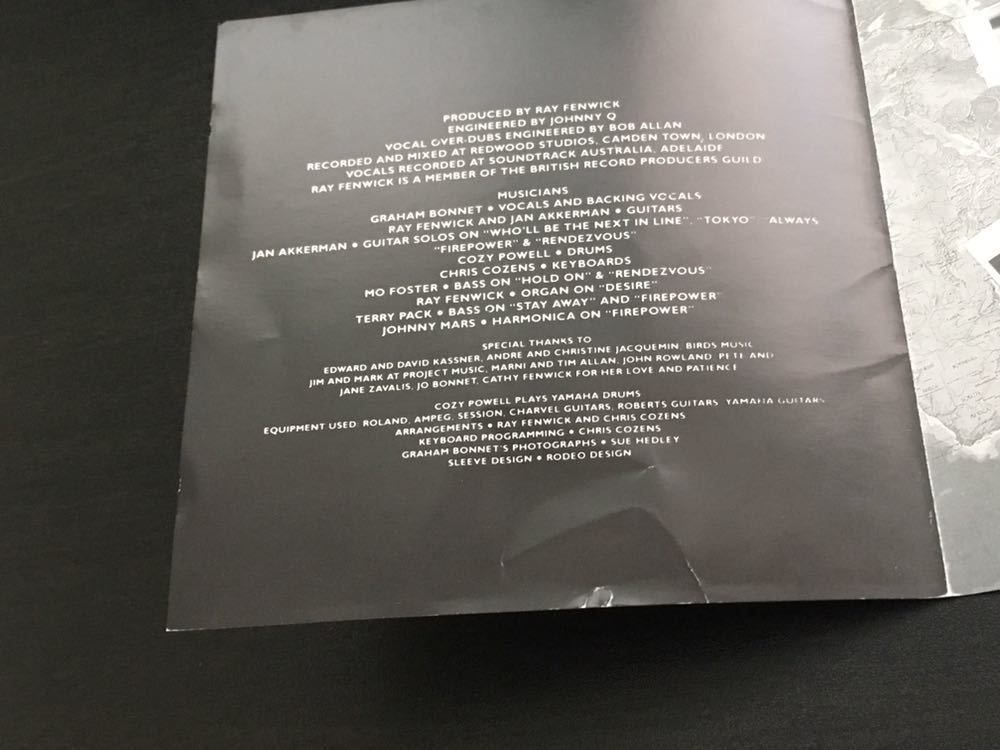 PRODUCED BY RAY FENWICK
ENGINEERED BY JOHNNY Q
VOCAL OVER-DUBS ENGINEERED BY BOB ALLAN
RECORDED AND MIXED AT REDWOOD STUDIOS, CAMDEN TOWN, LONDON
VOCALS RECORDED AT SOUNDTRACK AUSTRALIA, ADELAIDE
RAY FENWICK IS A MEMBER OF THE BRITISH RECORD PRODUCERS GUILD
MUSICIANS
GRAHAM BONNET • VOCALS AND BACKING VOCALS
RAY FENWICK AND JAN AKKERMAN • GUITARS
JAN AKKERMAN • GUITAR SOLOS ON "WHO'LL BE THE NEXT IN LINE", "TOKYO" "ALWAYS
"FIREPOWER" & "RENDEZVOUS"
COZY POWELL • DRUMS
CHRIS COZENS • KEYBOARDS
MO FOSTER • BASS ON "HOLD ON" & "RENDEZVOUS"
RAY FENWICK • ORGAN ON "DESIRE"
TERRY PACK • BASS ON "STAY AWAY" AND "FIREPOWER"
JOHNNY MARS • HARMONICA ON "FIREPOWER"
SPECIAL THANKS TO
EDWARD AND DAVID KASSNER, ANDRE AND CHRISTINE JACQUEMIN, BIRDS MUSIC
JIM AND MARK AT PROJECT MUSIC, MARNI AND TIM ALLAN, JOHN ROWLAND, PETE AND
JANE ZAVALIS, JO BONNET, CATHY FENWICK FOR HER LOVE AND PATIENCE
COZY POWELL PLAYS YAMAHA DRUMS
EQUIPMENT USED: ROLAND, AMPEG, SESSION, CHARVEL GUITARS, ROBERTS GUITARS, YAMAHA GUITARS
ARRANGEMENTS • RAY FENWICK AND CHRIS COZENS
KEYBOARD PROGRAMMING • CHRIS COZENS
GRAHAM BONNET'S PHOTOGRAPHS • SUE HEDLEY
SLEEVE DESIGN • RODEO DESIGN